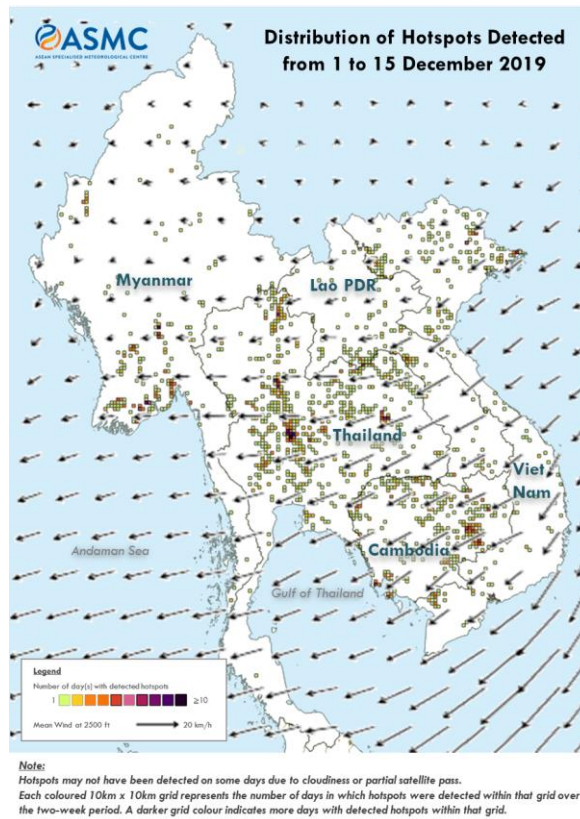 ASMC
ASEAN SPECIALISED METEOROLOGICAL CENTRE
Distribution of Hotspots Detected
from 1 to 15 December 2019
Myanmar
Lao PDR
Thailand
Viet
Nam
Cambodia
Andaman Sea
Gulf of Thailand
Legend
Number of day(s) with detected hotspots
1 ≥10
Mean Wind at 2500 ft 20 km/h
Note:
Hotspots may not have been detected on some days due to cloudiness or partial satellite pass.
Each coloured 10km x 10km grid represents the number of days in which hotspots were detected within that grid over
the two-week period. A darker grid colour indicates more days with detected hotspots within that grid.